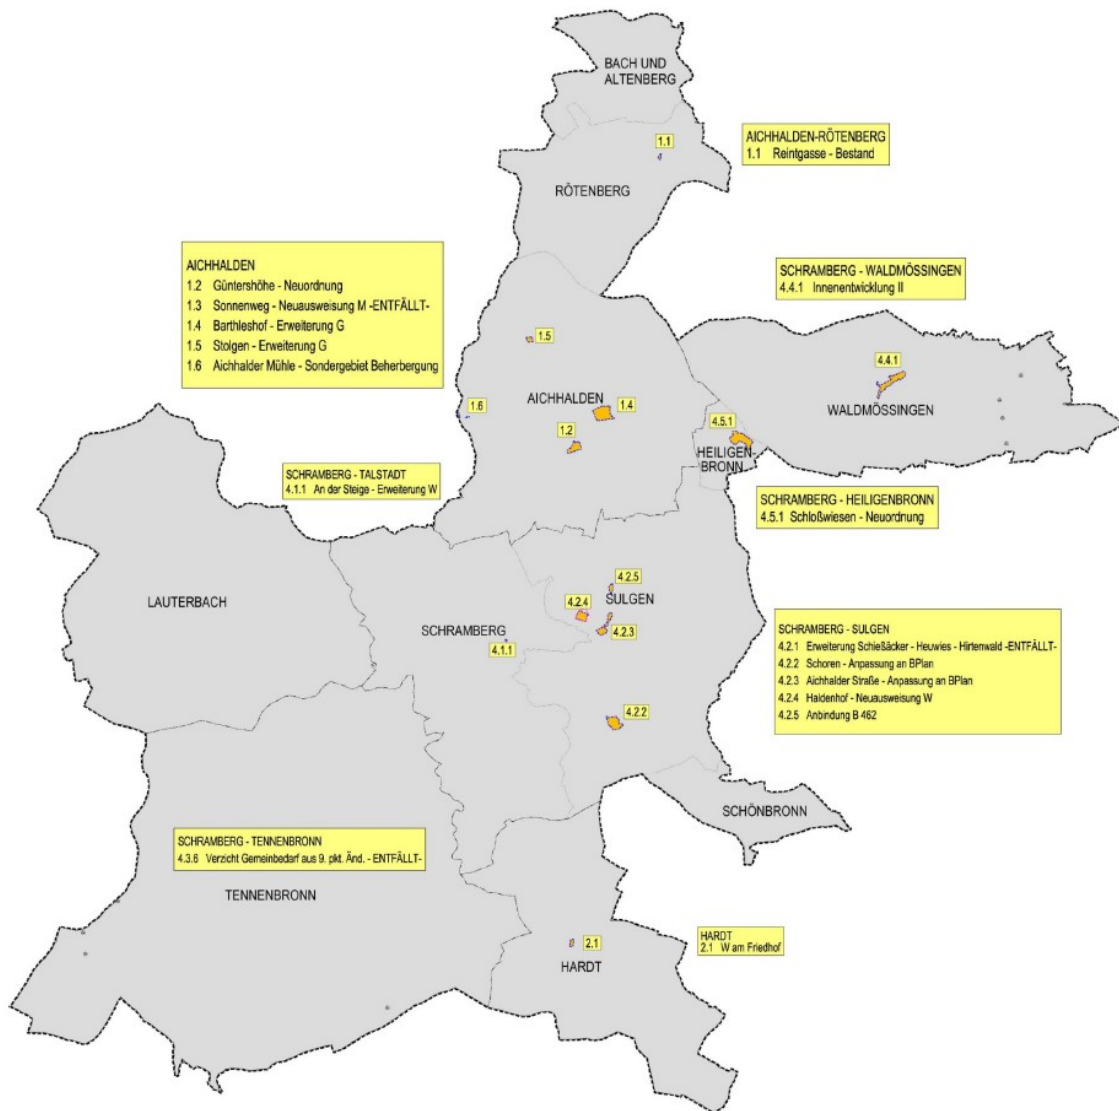 BACH UND
ALTENBERG
1.1
AICHHALDEN-RÖTENBERG
1.1 Reintgasse - Bestand
RÖTENBERG
AICHHALDEN
1.2 Güntershöhe - Neuordnung
1.3 Sonnenweg - Neuausweisung M -ENTFÄLLT-
1.4 Barthleshof - Erweiterung G
1.5 Stolgen - Erweiterung G
1.6 Aichhalder Mühle - Sondergebiet Beherbergung
SCHRAMBERG - WALDMÖSSINGEN
4.4.1 Innenentwicklung II
1.5
4.4.1
AICHHALDEN
1.6
1.4
WALDMÖSSINGEN
1.2
4.5.1
HEILIGEN-
BRONN
SCHRAMBERG - TALSTADT
4.1.1 An der Steige - Erweiterung W
SCHRAMBERG - HEILIGENBRONN
4.5.1 Schloßwiesen - Neuordnung
4.2.5
LAUTERBACH
4.2.4
SULGEN
SCHRAMBERG
4.2.3
4.1.1
SCHRAMBERG - SULGEN
4.2.1 Erweiterung Schießäcker - Heuwies - Hirtenwald -ENTFÄLLT-
4.2.2 Schoren - Anpassung an BPlan
4.2.3 Aichhalder Straße - Anpassung an BPlan
4.2.4 Haldenhof - Neuausweisung W
4.2.5 Anbindung B 462
4.2.2
SCHÖNBRONN
SCHRAMBERG - TENNENBRONN
4.3.6 Verzicht Gemeinbedarf aus 9. pkt. Änd. - ENTFÄLLT-
TENNENBRONN
2.1
HARDT
HARDT
2.1 W am Friedhof